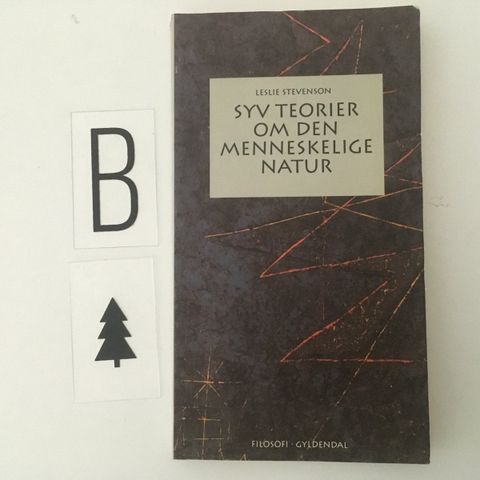 B
LESLIE STEVENSON
SYV TEORIER
OM DEN
MENNESKELIGE
NATUR
FILOSOFI · GYLDENDAL